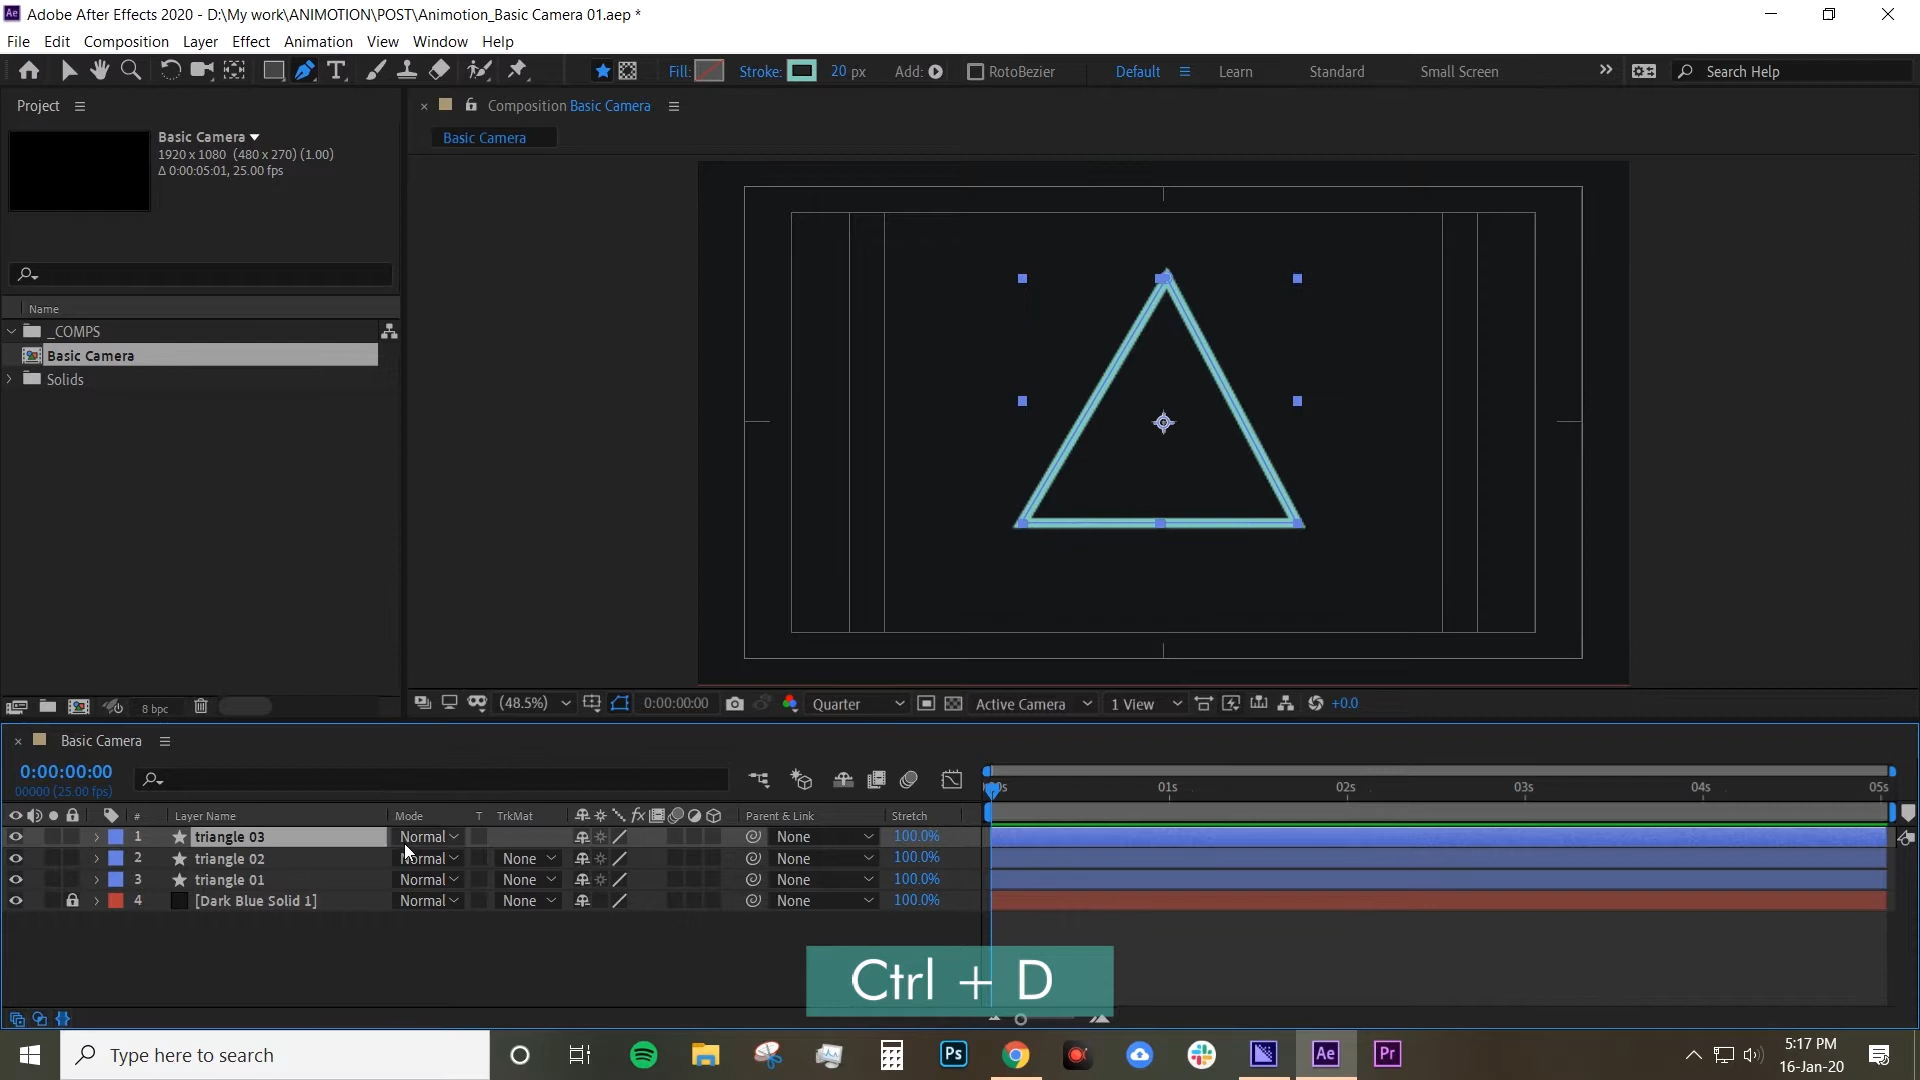 Ae Adobe After Effects 2020 - D:\My work\ANIMOTION\POST\Animotion_Basic Camera 01.aep *
File Edit Composition Layer Effect Animation View Window Help
Fill: Stroke: 20 px Add: RotoBezier Default Learn Standard Small Screen Search Help
Project
Basic Camera
1920 x 1080 (480 x 270) (1.00)
Δ 0:00:05:01, 25.00 fps
Name
_COMPS
Basic Camera
Solids
8 bpc
Composition Basic Camera
Basic Camera
(48.5%) 0:00:00:00 Quarter Active Camera 1 View +0.0
Basic Camera
0:00:00:00
00000 (25.00 fps)
# Layer Name Mode T TrkMat fx Parent & Link Stretch
1 triangle 03 Normal None 100.0%
2 triangle 02 Normal None None 100.0%
3 triangle 01 Normal None None 100.0%
4 [Dark Blue Solid 1] Normal None None 100.0%
01s 02s 03s 04s 05s
Ctrl + D
Type here to search
Ps Ae Pr
5:17 PM
16-Jan-20